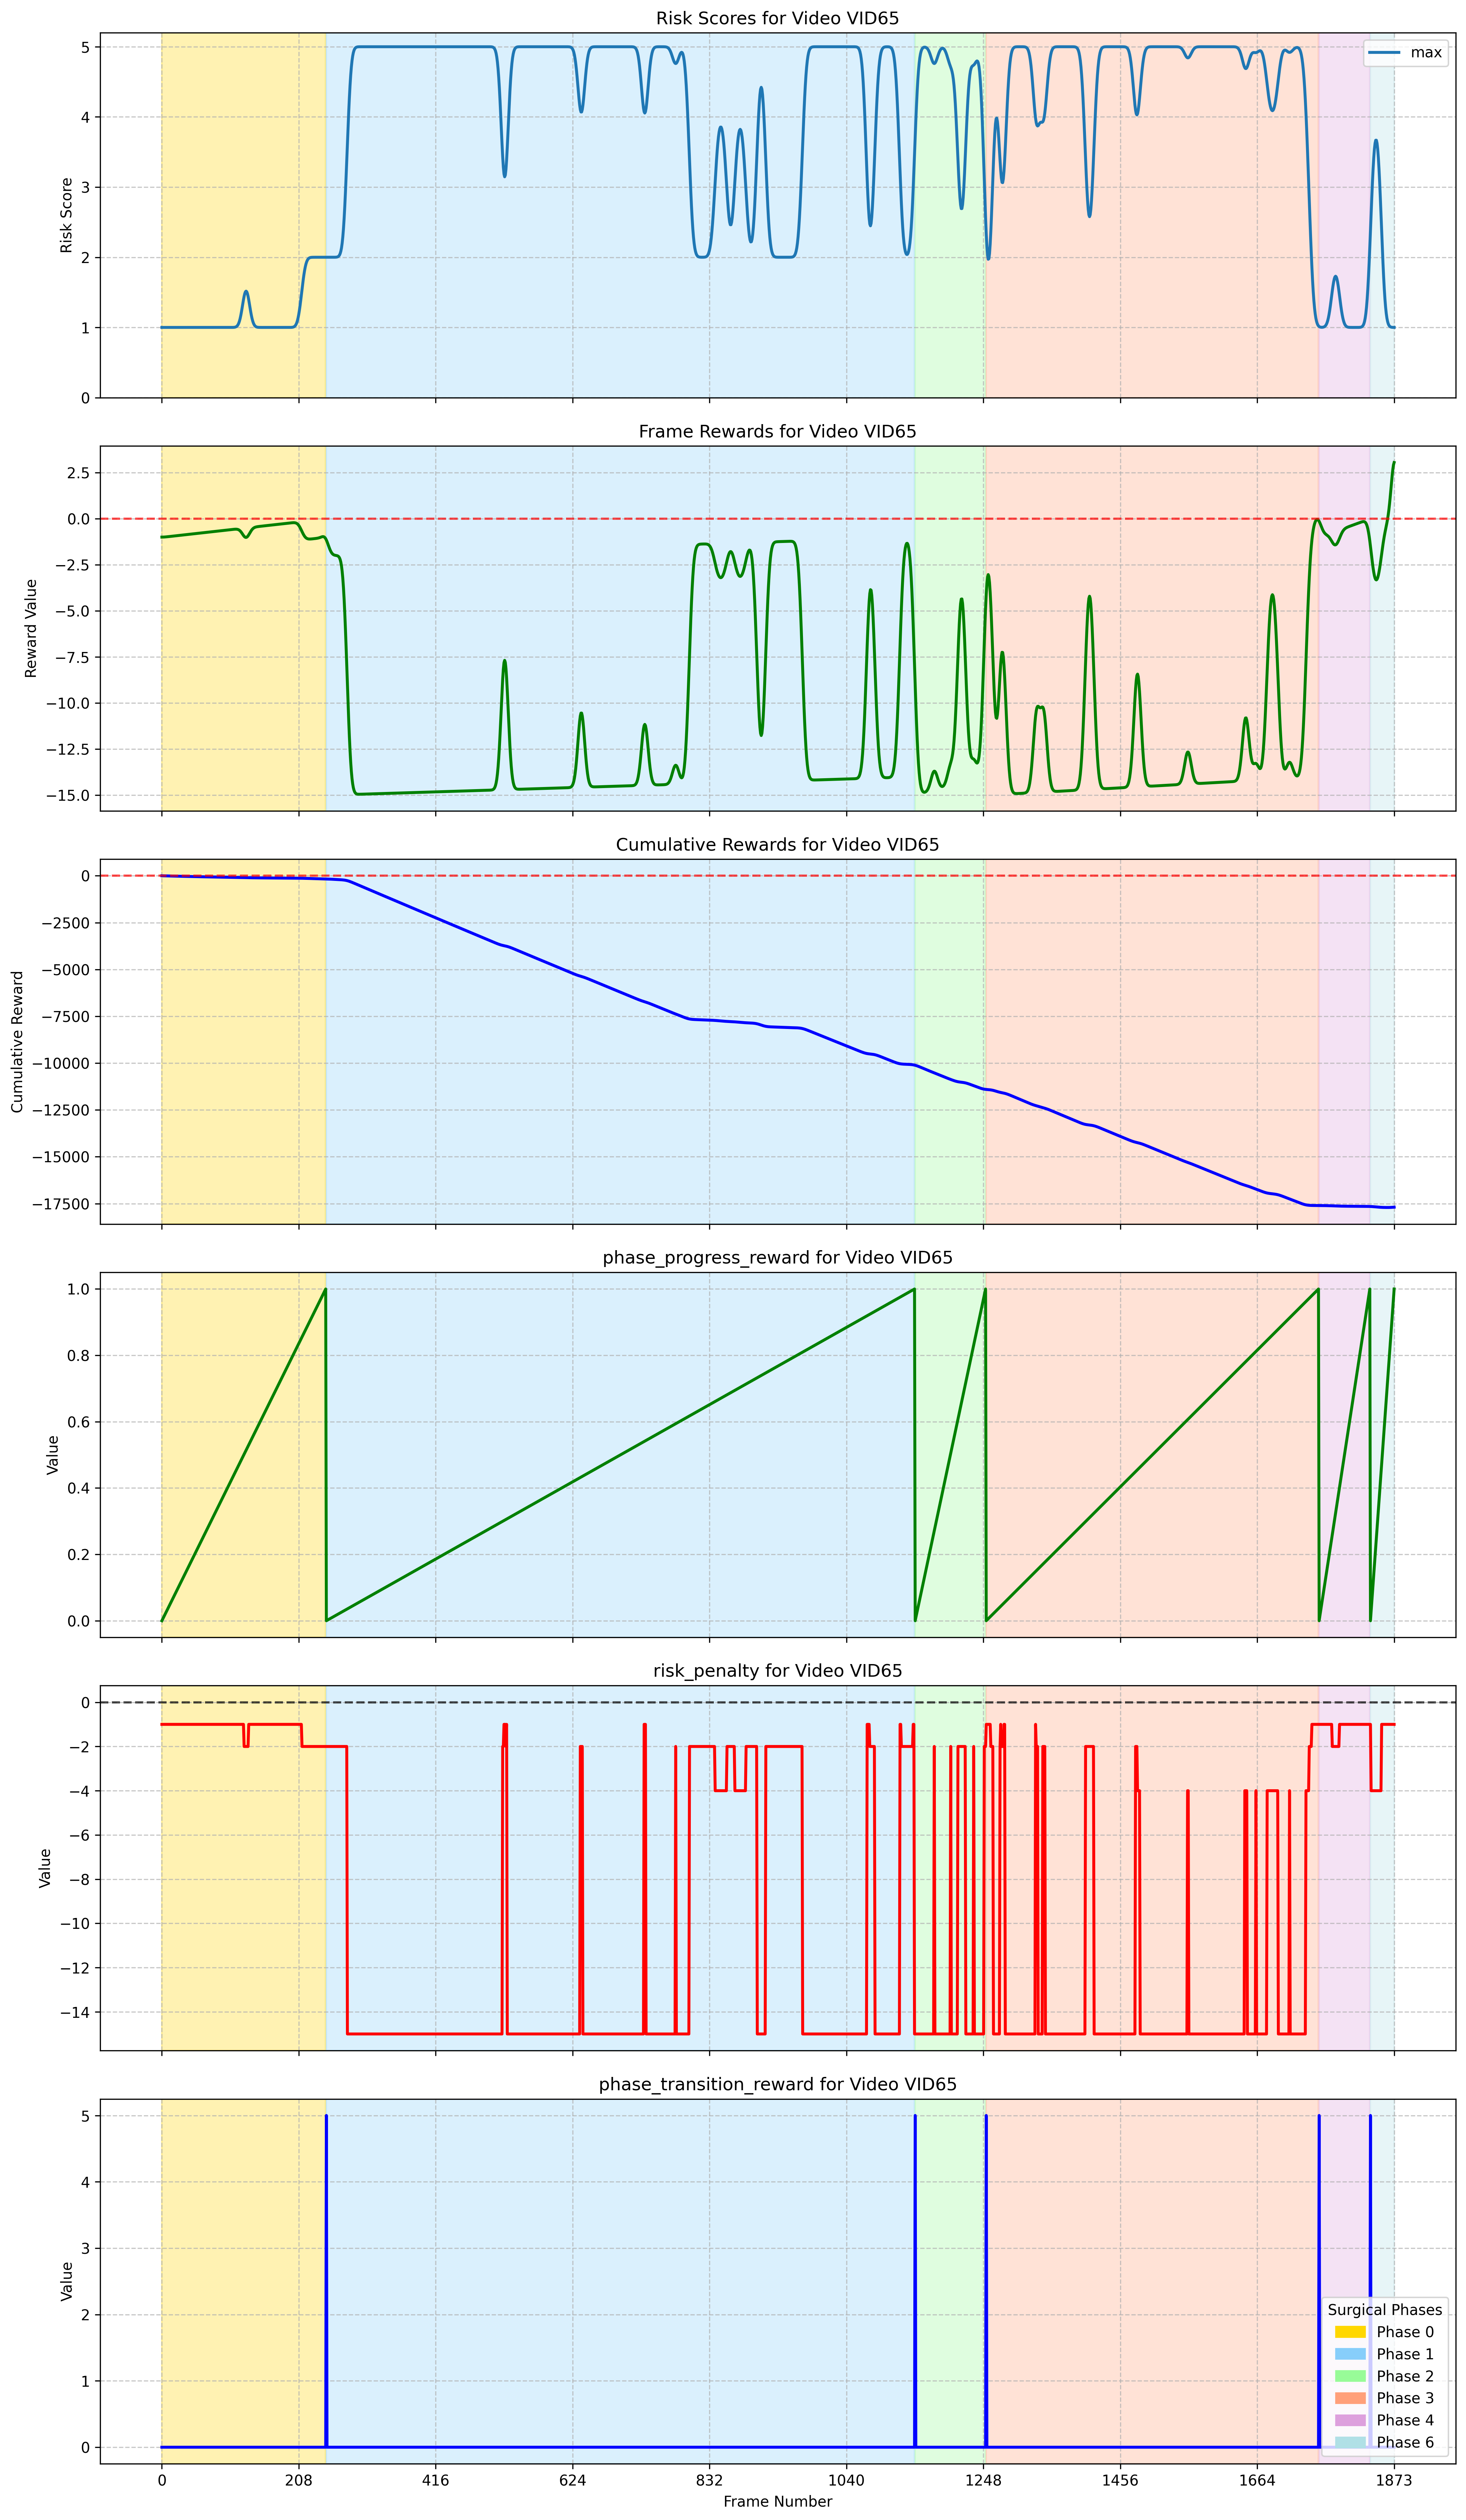 Risk Scores for Video VID65
5
4
3
2
1
0
Risk Score
max
Frame Rewards for Video VID65
2.5
0.0
−2.5
−5.0
−7.5
−10.0
−12.5
−15.0
Reward Value
Cumulative Rewards for Video VID65
0
−2500
−5000
−7500
−10000
−12500
−15000
−17500
Cumulative Reward
phase_progress_reward for Video VID65
1.0
0.8
0.6
0.4
0.2
0.0
Value
risk_penalty for Video VID65
0
−2
−4
−6
−8
−10
−12
−14
Value
phase_transition_reward for Video VID65
5
4
3
2
1
0
Value
Surgical Phases
Phase 0
Phase 1
Phase 2
Phase 3
Phase 4
Phase 6
0 208 416 624 832 1040 1248 1456 1664 1873
Frame Number